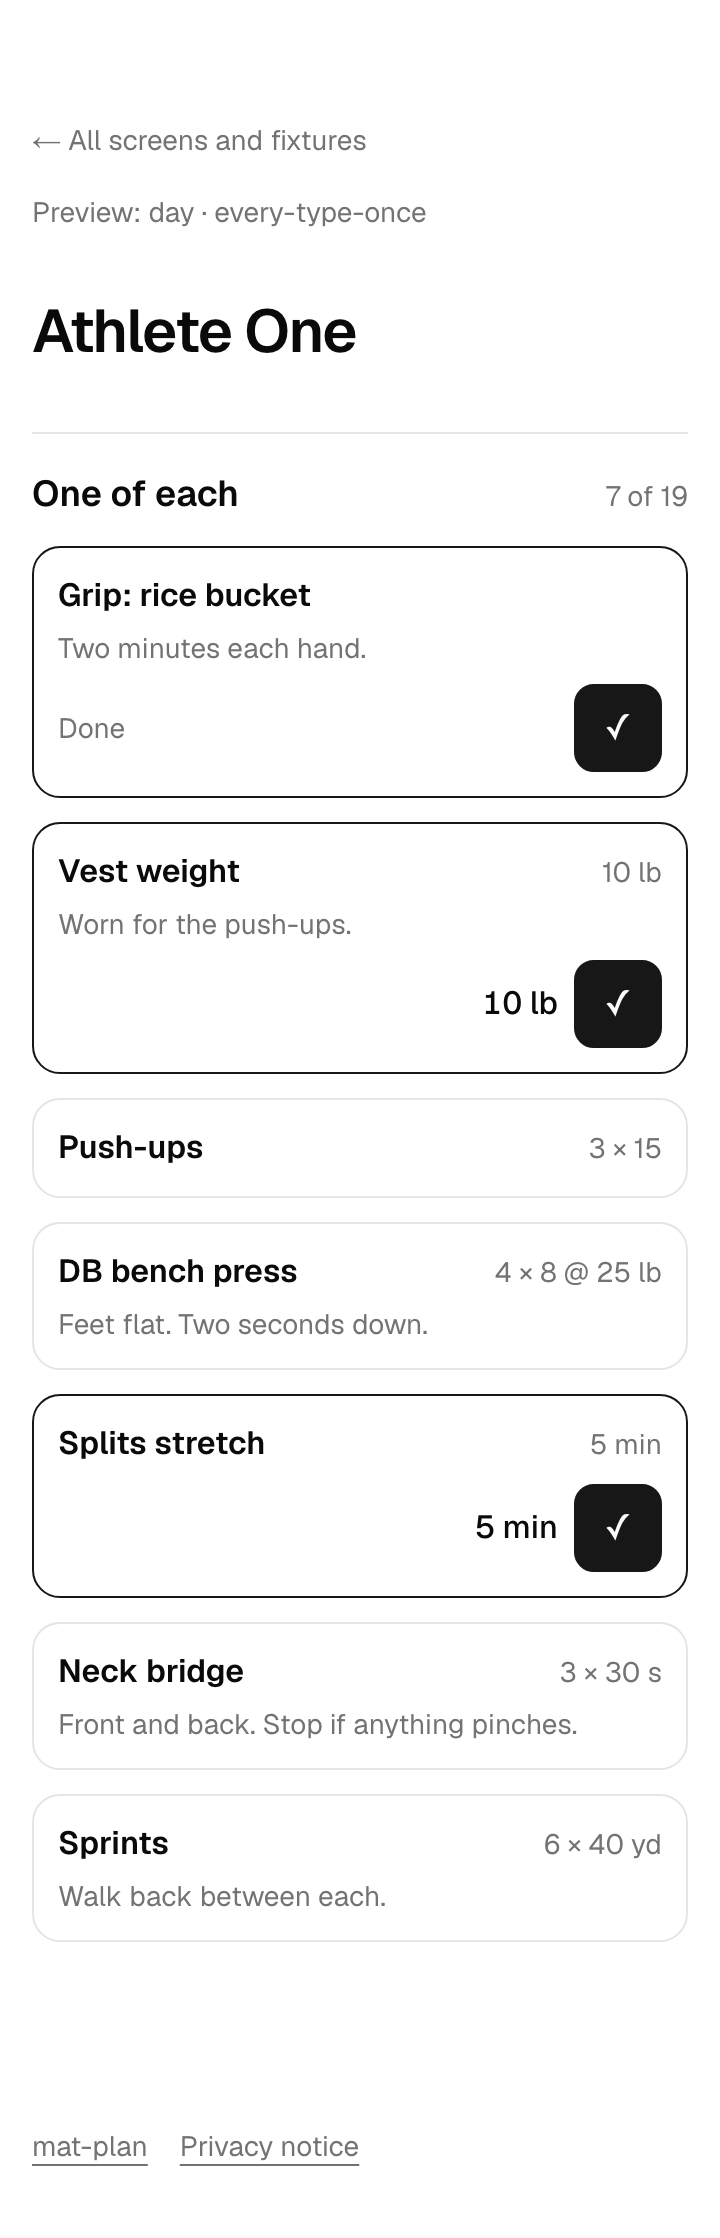 ← All screens and fixtures
Preview: day · every-type-once
Athlete One
One of each 7 of 19
Grip: rice bucket
Two minutes each hand.
Done ✓
Vest weight 10 lb
Worn for the push-ups.
10 lb ✓
Push-ups 3 × 15
DB bench press 4 × 8 @ 25 lb
Feet flat. Two seconds down.
Splits stretch 5 min
5 min ✓
Neck bridge 3 × 30 s
Front and back. Stop if anything pinches.
Sprints 6 × 40 yd
Walk back between each.
mat-plan Privacy notice